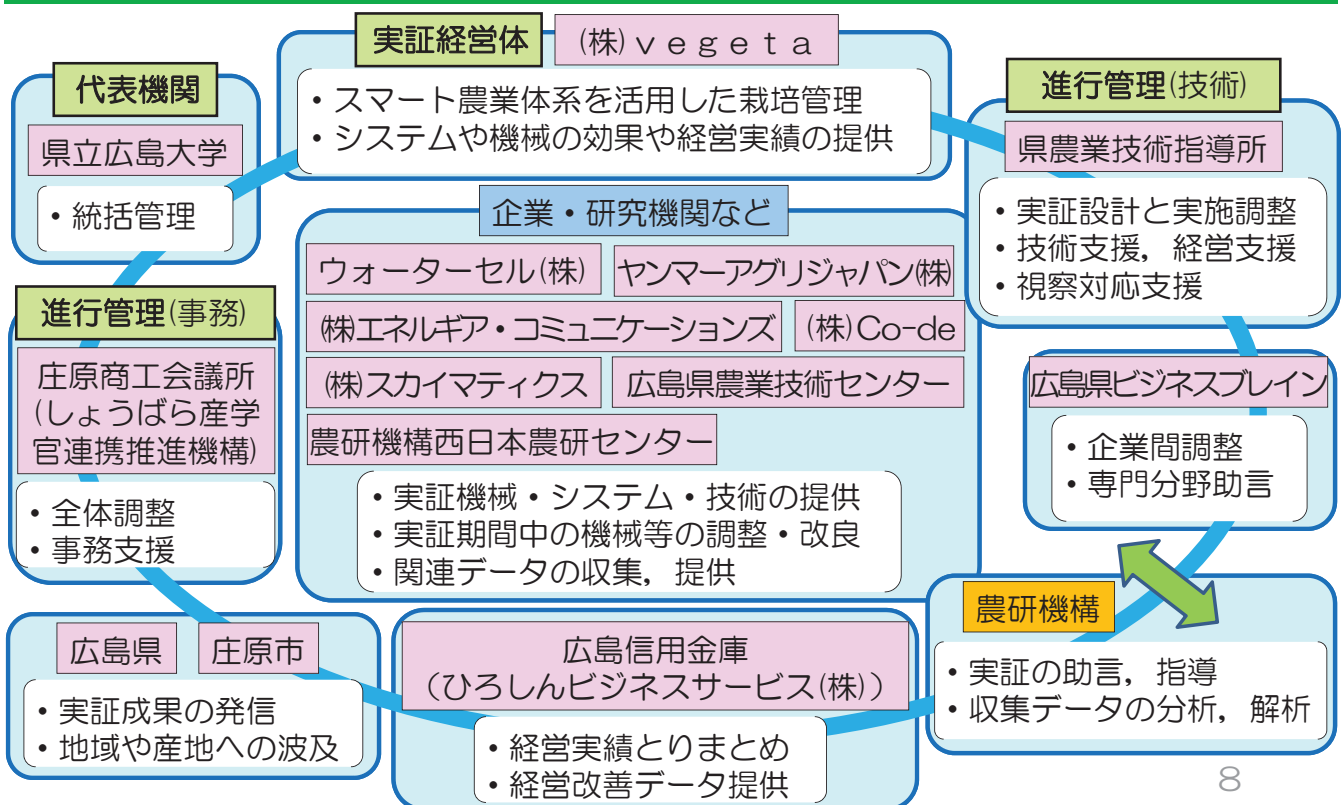 実証経営体
(株)ｖｅｇｅｔａ
・スマート農業体系を活用した栽培管理
・システムや機械の効果や経営実績の提供
代表機関
県立広島大学
・統括管理
進行管理(技術)
県農業技術指導所
・実証設計と実施調整
・技術支援，経営支援
・視察対応支援
企業・研究機関など
ウォーターセル(株)
ヤンマーアグリジャパン(株)
(株)エネルギア・コミュニケーションズ
(株)Co-de
(株)スカイマティクス
広島県農業技術センター
農研機構西日本農研センター
・実証機械・システム・技術の提供
・実証期間中の機械等の調整・改良
・関連データの収集，提供
進行管理(事務)
庄原商工会議所
(しょうばら産学
官連携推進機構)
・全体調整
・事務支援
広島県ビジネスブレイン
・企業間調整
・専門分野助言
広島県
庄原市
・実証成果の発信
・地域や産地への波及
広島信用金庫
（ひろしんビジネスサービス(株)）
・経営実績とりまとめ
・経営改善データ提供
農研機構
・実証の助言，指導
・収集データの分析，解析
8